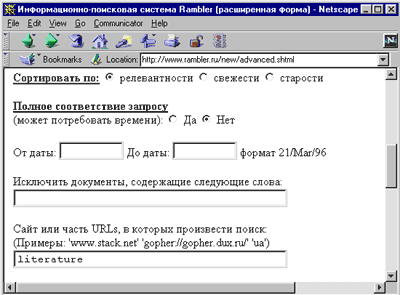 Информационно-поисковая система Rambler [расширенная форма] - Netscape
File Edit View Go Communicator Help
Bookmarks Location: http://www.rambler.ru/new/advanced.shtml
Сортировать по: релевантности свежести старости
Полное соответствие запросу
(может потребовать времени): Да Нет
От даты: До даты: формат 21/Mar/96
Исключить документы, содержащие следующие слова:
Сайт или часть URLs, в которых произвести поиск:
(Примеры: 'www.stack.net' 'gopher://gopher.dux.ru/' 'ua')
literature